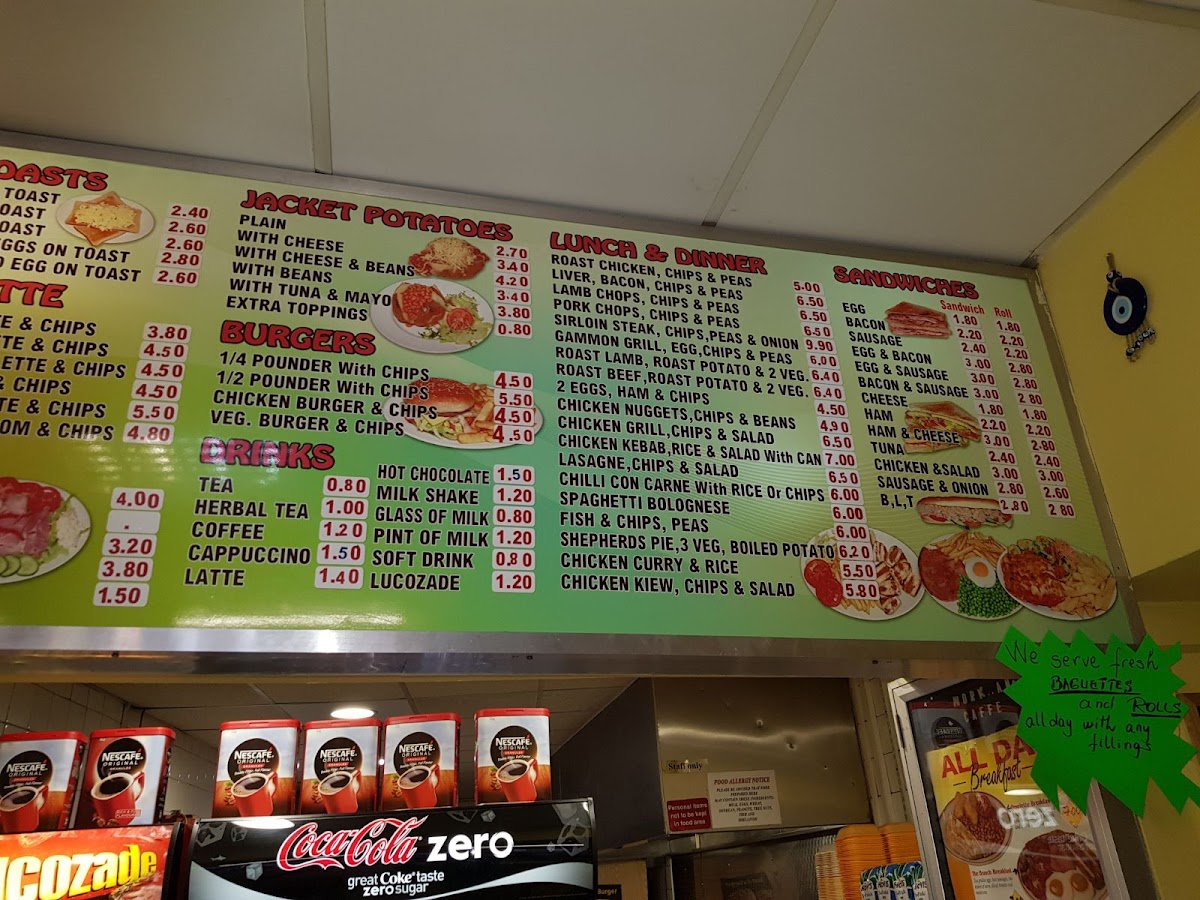 OASTS
TOAST 2.40
OAST 2.60
OAST 2.60
EGGS ON TOAST 2.80
D EGG ON TOAST 2.60
TTE
TE & CHIPS 3.80
TTE & CHIPS 4.50
LETTE & CHIPS 4.50
& CHIPS 4.50
TE & CHIPS 5.50
OM & CHIPS 4.80
4.00
.
3.20
3.80
1.50
JACKET POTATOES
PLAIN 2.70
WITH CHEESE 3.40
WITH CHEESE & BEANS 4.20
WITH BEANS 3.40
WITH TUNA & MAYO 3.80
EXTRA TOPPINGS 0.80
BURGERS
1/4 POUNDER With CHIPS 4.50
1/2 POUNDER With CHIPS 5.50
CHICKEN BURGER & CHIPS 4.50
VEG. BURGER & CHIPS 4.50
DRINKS
TEA 0.80
HERBAL TEA 1.00
COFFEE 1.20
CAPPUCCINO 1.50
LATTE 1.40
HOT CHOCOLATE 1.50
MILK SHAKE 1.20
GLASS OF MILK 0.80
PINT OF MILK 1.20
SOFT DRINK 0.80
LUCOZADE 1.20
LUNCH & DINNER
ROAST CHICKEN, CHIPS & PEAS 5.00
LIVER, BACON, CHIPS & PEAS 6.50
LAMB CHOPS, CHIPS & PEAS 6.50
PORK CHOPS, CHIPS & PEAS 6.50
SIRLOIN STEAK, CHIPS,PEAS & ONION 9.90
GAMMON GRILL, EGG,CHIPS & PEAS 6.00
ROAST LAMB, ROAST POTATO & 2 VEG. 6.40
ROAST BEEF,ROAST POTATO & 2 VEG. 6.40
2 EGGS, HAM & CHIPS 4.50
CHICKEN NUGGETS,CHIPS & BEANS 4.90
CHICKEN GRILL,CHIPS & SALAD 6.50
CHICKEN KEBAB,RICE & SALAD With CAN 7.00
LASAGNE,CHIPS & SALAD 6.50
CHILLI CON CARNE With RICE Or CHIPS 6.00
SPAGHETTI BOLOGNESE 6.00
FISH & CHIPS, PEAS 6.00
SHEPHERDS PIE,3 VEG, BOILED POTATO 6.20
CHICKEN CURRY & RICE 5.50
CHICKEN KIEW, CHIPS & SALAD 5.80
SANDWICHES
Sandwich Roll
EGG 1.80 1.80
BACON 2.20 2.20
SAUSAGE 2.40 2.20
EGG & BACON 3.00 2.80
EGG & SAUSAGE 3.00 2.80
BACON & SAUSAGE 3.00 2.80
CHEESE 1.80 1.80
HAM 2.20 2.20
HAM & CHEESE 3.00 2.80
TUNA 2.40 2.40
CHICKEN &SALAD 3.00 2.40
SAUSAGE & ONION 2.80 2.60
B,L,T 2.80 2.80
We serve fresh
BAGUETTES
and ROLLS
all day with any
fillings
NESCAFÉ
ORIGINAL
NESCAFÉ
ORIGINAL
NESCAFÉ
ORIGINAL
NESCAFÉ
ORIGINAL
NESCAFÉ
ORIGINAL
NESCAFÉ
ORIGINAL
ucozade
Coca-Cola zero
great Coke taste
zero sugar
Staff only
Personal items
not to be kept
in food area
FOOD ALLERGY NOTICE
Burger
ALL DA
Breakfast